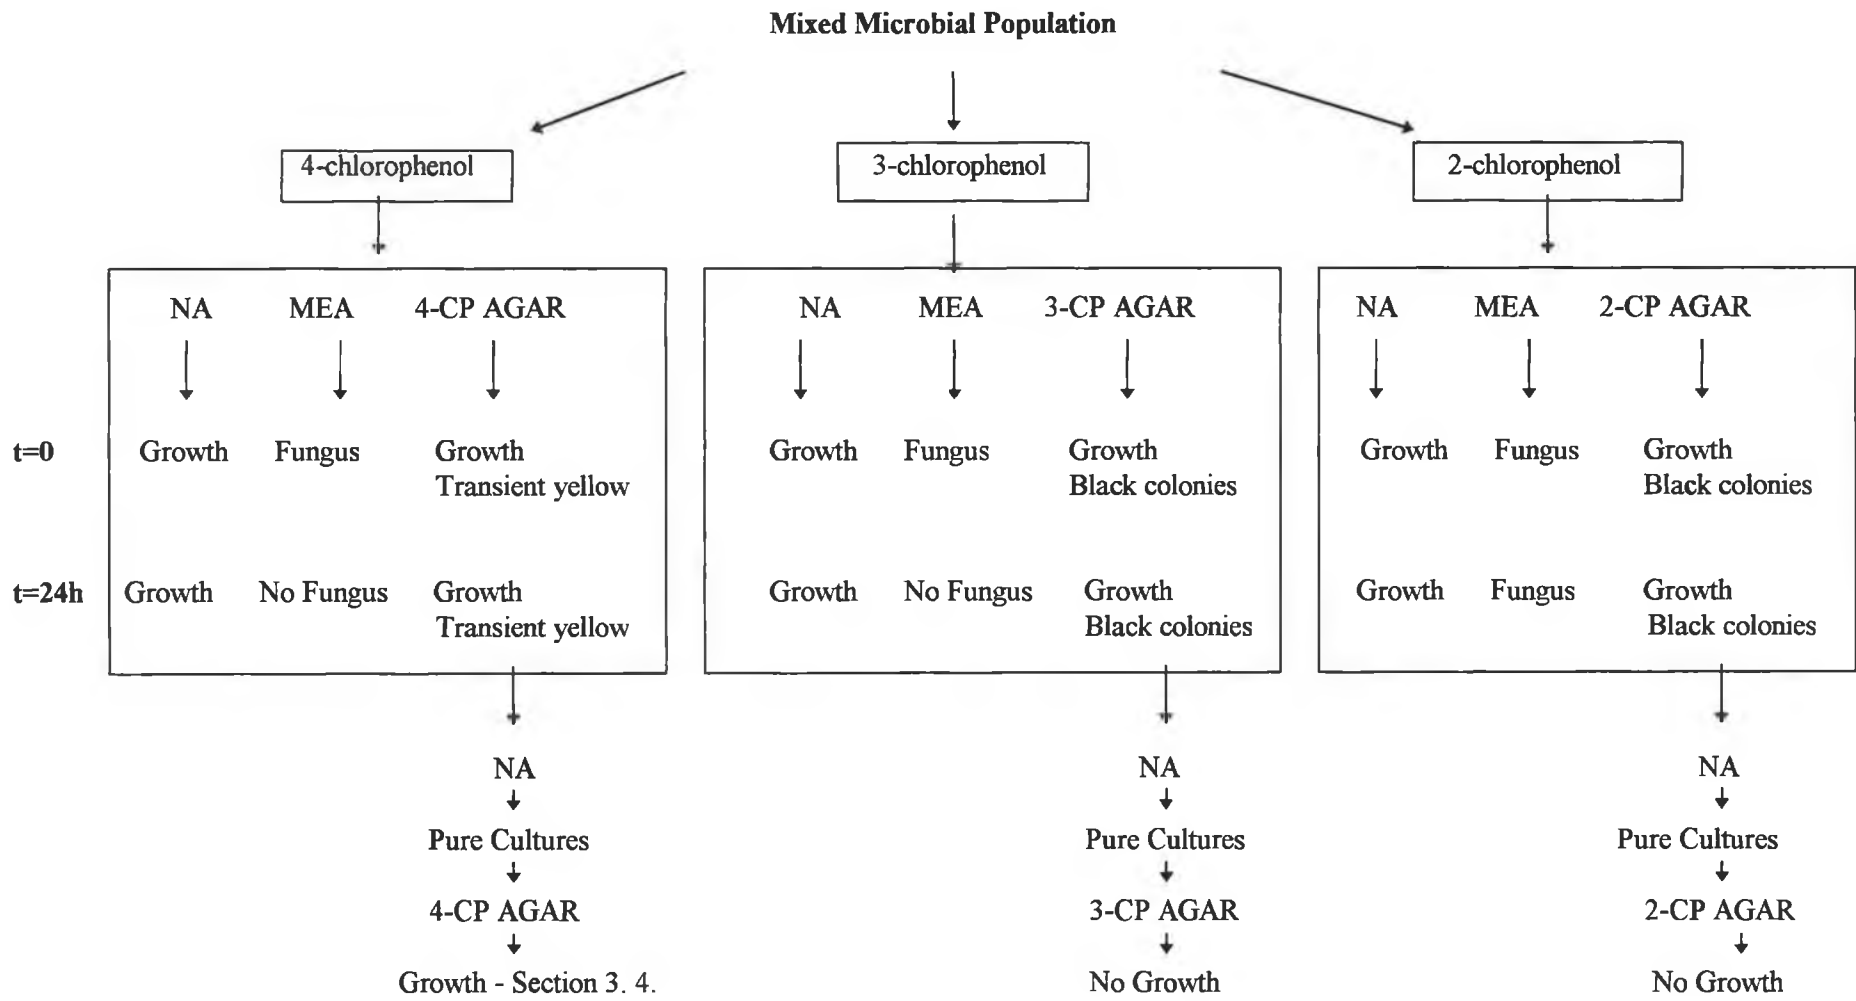 Mixed Microbial Population
4-chlorophenol 3-chlorophenol 2-chlorophenol
NA MEA 4-CP AGAR NA MEA 3-CP AGAR NA MEA 2-CP AGAR
t=0 Growth Fungus Growth Growth Fungus Growth Growth Fungus Growth
Transient yellow Black colonies Black colonies
t=24h Growth No Fungus Growth Growth No Fungus Growth Growth Fungus Growth
Transient yellow Black colonies Black colonies
NA NA NA
Pure Cultures Pure Cultures Pure Cultures
4-CP AGAR 3-CP AGAR 2-CP AGAR
Growth - Section 3. 4. No Growth No Growth